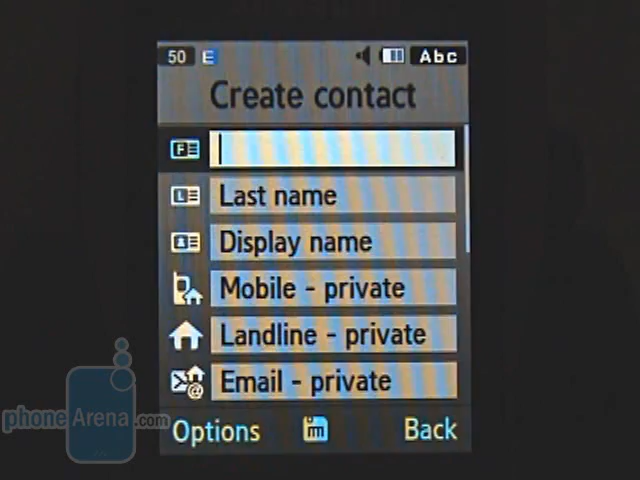 50 E Abc
Create contact
F
L
Last name
Display name
Mobile - private
Landline - private
@ Email - private
Options m Back
phoneArena.com